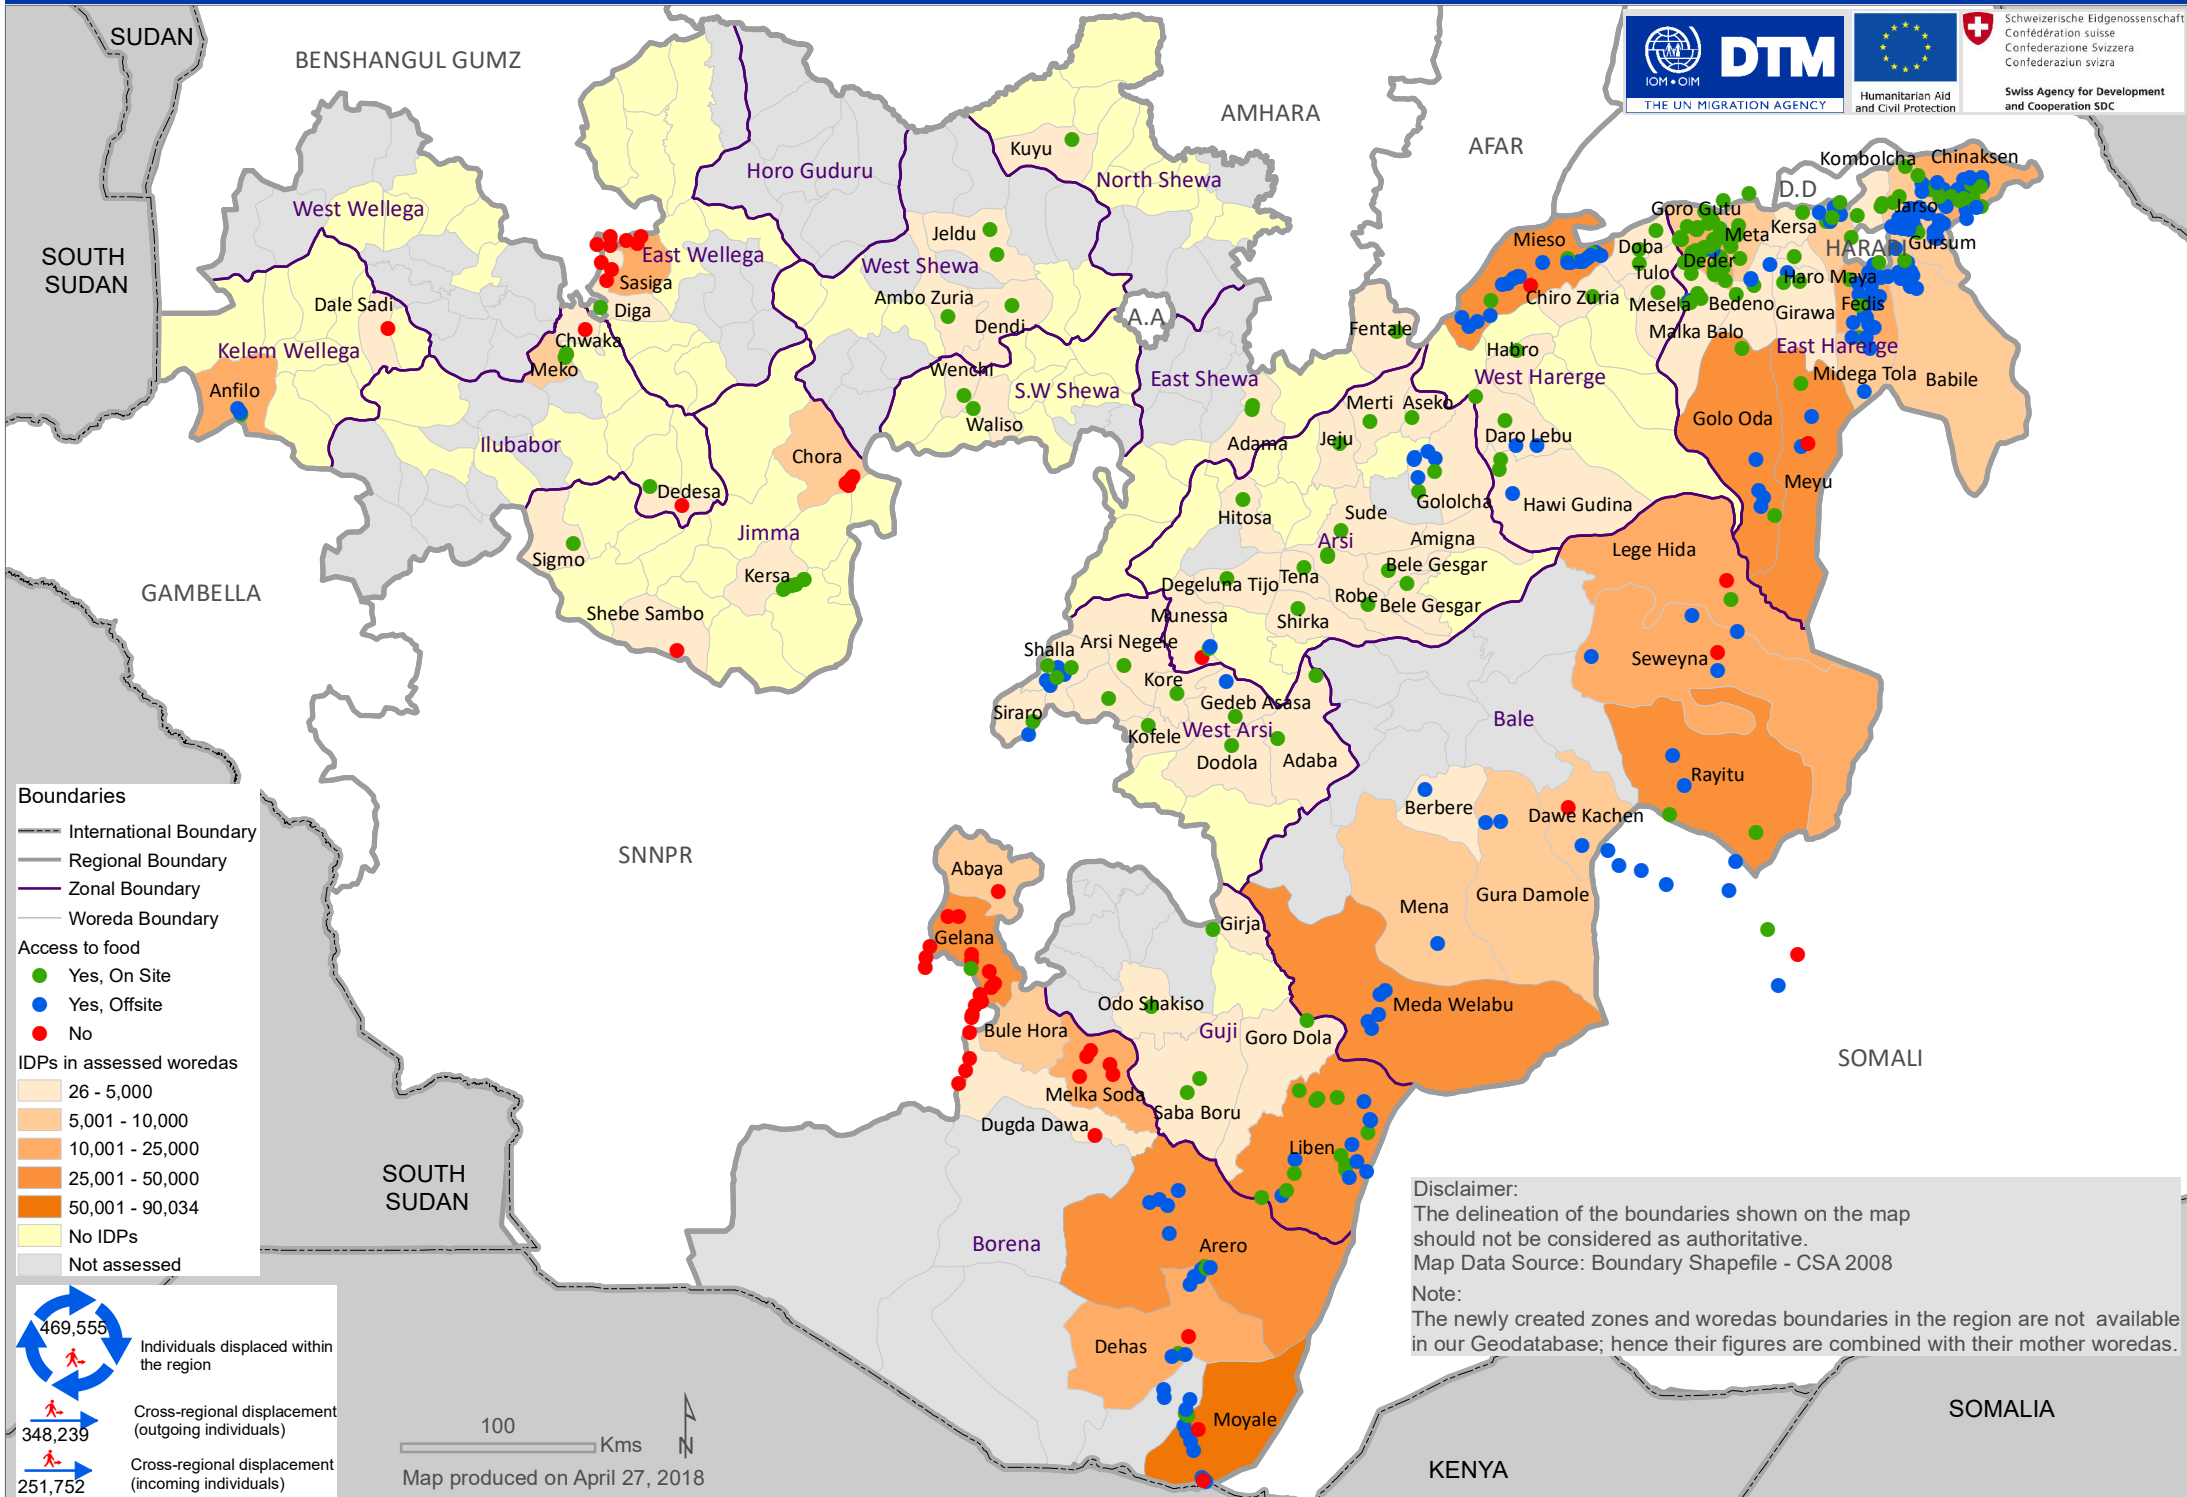 SUDAN
BENSHANGUL GUMZ
AMHARA
AFAR
SOUTH
SUDAN
GAMBELLA
SNNPR
SOMALI
SOUTH
SUDAN
KENYA
SOMALIA
D.D
HARARI
A.A
IOM • OIM
DTM
THE UN MIGRATION AGENCY
Humanitarian Aid
and Civil Protection
Schweizerische Eidgenossenschaft
Confédération suisse
Confederazione Svizzera
Confederaziun svizra
Swiss Agency for Development
and Cooperation SDC
West Wellega
Kelem Wellega
Horo Guduru
East Wellega
North Shewa
West Shewa
S.W Shewa
East Shewa
Ilubabor
Jimma
Arsi
West Arsi
West Harerge
East Harerge
Bale
Guji
Borena
Kuyu
Jeldu
Ambo Zuria
Dendi
Wenchi
Waliso
Sasiga
Diga
Chwaka
Meko
Dale Sadi
Anfilo
Chora
Dedesa
Sigmo
Kersa
Shebe Sambo
Kombolcha
Chinaksen
Jarso
Gursum
Goro Gutu
Meta
Kersa
Mieso
Doba
Tulo
Deder
Haro Maya
Chiro Zuria
Mesela
Bedeno
Girawa
Fedis
Malka Balo
Midega Tola
Babile
Fentale
Habro
Golo Oda
Meyu
Merti
Aseko
Jeju
Adama
Daro Lebu
Gololcha
Hawi Gudina
Hitosa
Sude
Amigna
Bele Gesgar
Degeluna Tijo
Tena
Robe
Bele Gesgar
Shirka
Munessa
Lege Hida
Seweyna
Rayitu
Shalla
Arsi Negele
Kore
Siraro
Gedeb Asasa
Kofele
Dodola
Adaba
Berbere
Dawe Kachen
Mena
Gura Damole
Abaya
Gelana
Girja
Meda Welabu
Odo Shakiso
Bule Hora
Goro Dola
Melka Soda
Saba Boru
Dugda Dawa
Liben
Arero
Dehas
Moyale
Boundaries
International Boundary
Regional Boundary
Zonal Boundary
Woreda Boundary
Access to food
Yes, On Site
Yes, Offsite
No
IDPs in assessed woredas
26 - 5,000
5,001 - 10,000
10,001 - 25,000
25,001 - 50,000
50,001 - 90,034
No IDPs
Not assessed
469,555
Individuals displaced within
the region
348,239
Cross-regional displacement
(outgoing individuals)
251,752
Cross-regional displacement
(incoming individuals)
100
Kms
N
Map produced on April 27, 2018
Disclaimer:
The delineation of the boundaries shown on the map
should not be considered as authoritative.
Map Data Source: Boundary Shapefile - CSA 2008
Note:
The newly created zones and woredas boundaries in the region are not available
in our Geodatabase; hence their figures are combined with their mother woredas.